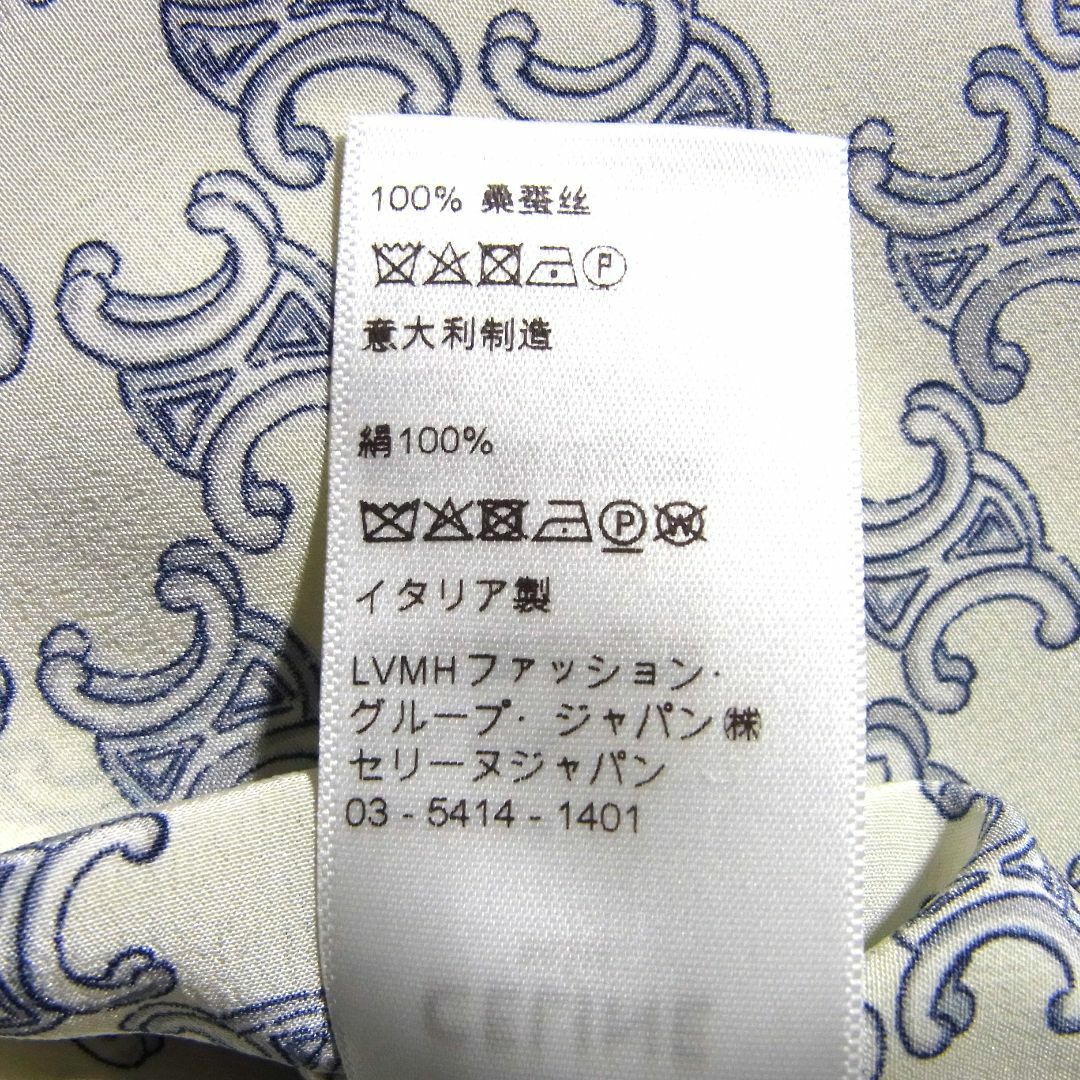 100% 桑蚕丝
P
意大利制造
絹100%
P W
イタリア製
LVMHファッション・
グループ・ジャパン㈱
セリーヌジャパン
03 - 5414 - 1401